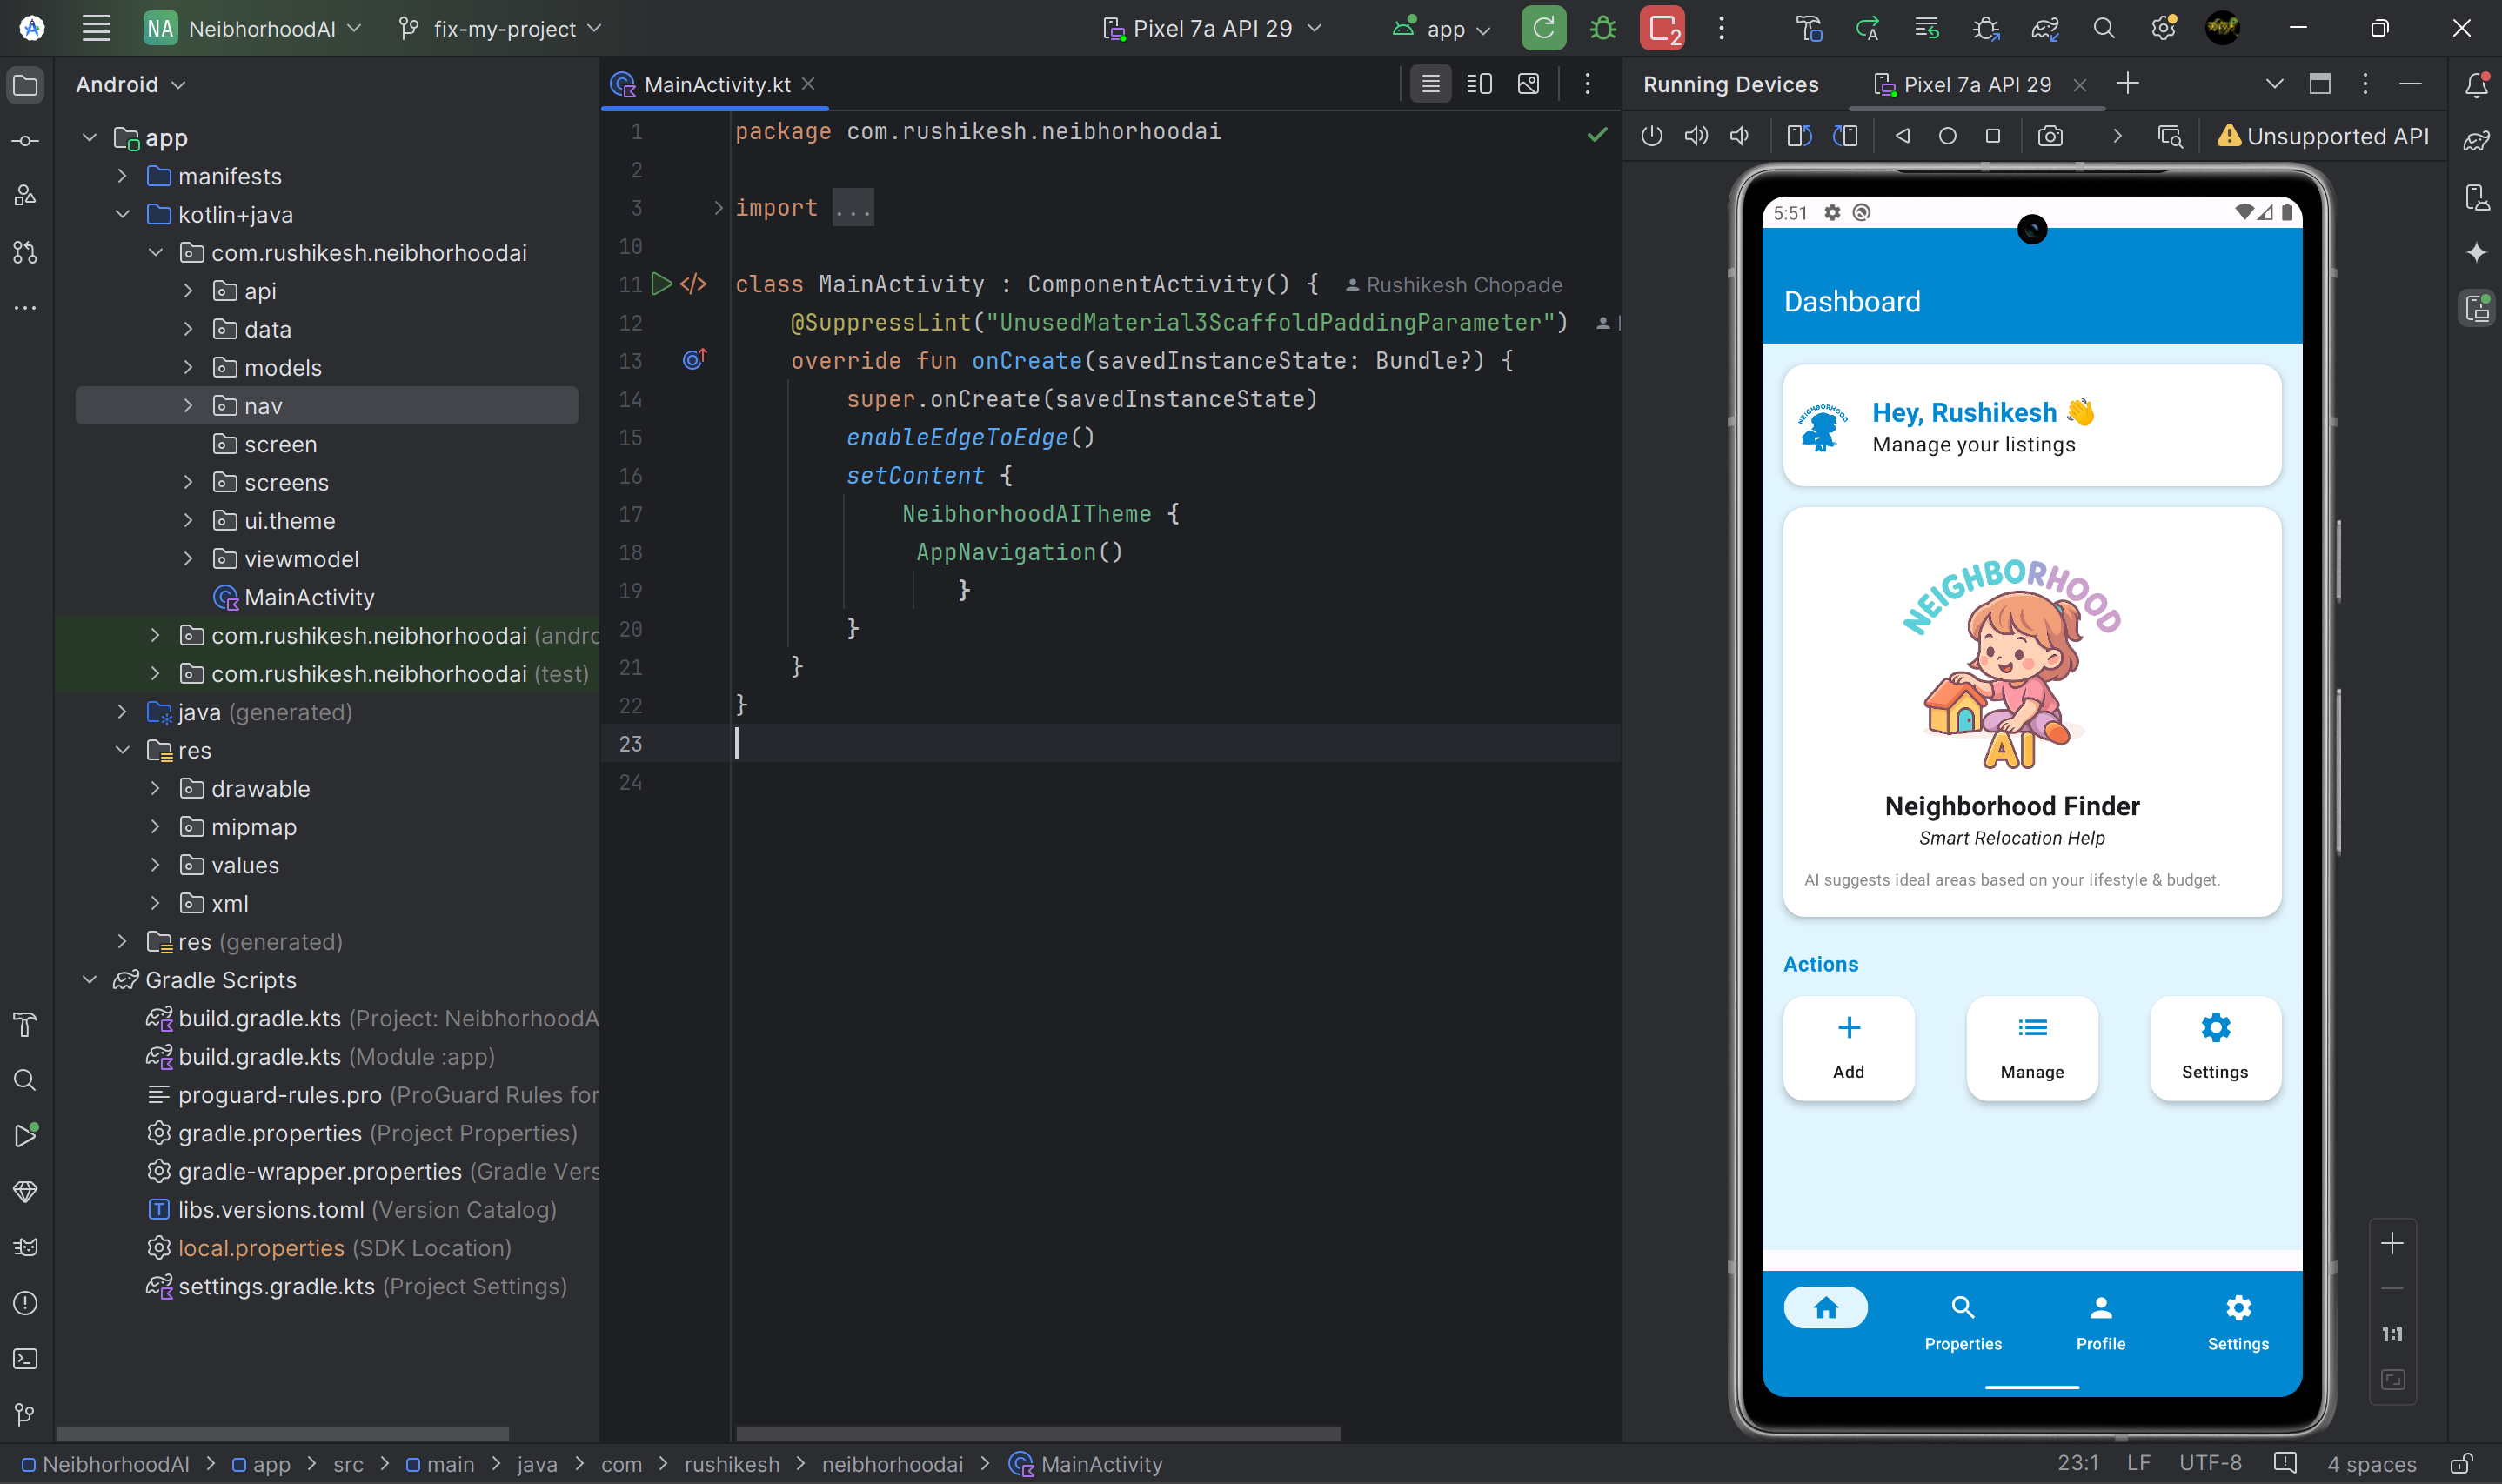 NA NeibhorhoodAI fix-my-project Pixel 7a API 29 app 2
Android
app
manifests
kotlin+java
com.rushikesh.neibhorhoodai
api
data
models
nav
screen
screens
ui.theme
viewmodel
MainActivity
com.rushikesh.neibhorhoodai (andro
com.rushikesh.neibhorhoodai (test)
java (generated)
res
drawable
mipmap
values
xml
res (generated)
Gradle Scripts
build.gradle.kts (Project: NeibhorhoodA
build.gradle.kts (Module :app)
proguard-rules.pro (ProGuard Rules for
gradle.properties (Project Properties)
gradle-wrapper.properties (Gradle Vers
libs.versions.toml (Version Catalog)
local.properties (SDK Location)
settings.gradle.kts (Project Settings)
MainActivity.kt
1 package com.rushikesh.neibhorhoodai
2
3 import ...
10
11 class MainActivity : ComponentActivity() { Rushikesh Chopade
12 @SuppressLint("UnusedMaterial3ScaffoldPaddingParameter")
13 override fun onCreate(savedInstanceState: Bundle?) {
14 super.onCreate(savedInstanceState)
15 enableEdgeToEdge()
16 setContent {
17 NeibhorhoodAITheme {
18 AppNavigation()
19 }
20 }
21 }
22 }
23
24
Running Devices Pixel 7a API 29
Unsupported API
5:51
Dashboard
NEIGHBORHOOD
AI
Hey, Rushikesh 👋
Manage your listings
NEIGHBORHOOD
AI
Neighborhood Finder
Smart Relocation Help
AI suggests ideal areas based on your lifestyle & budget.
Actions
Add Manage Settings
Properties Profile Settings
1:1
NeibhorhoodAI > app > src > main > java > com > rushikesh > neibhorhoodai > MainActivity
23:1 LF UTF-8 4 spaces